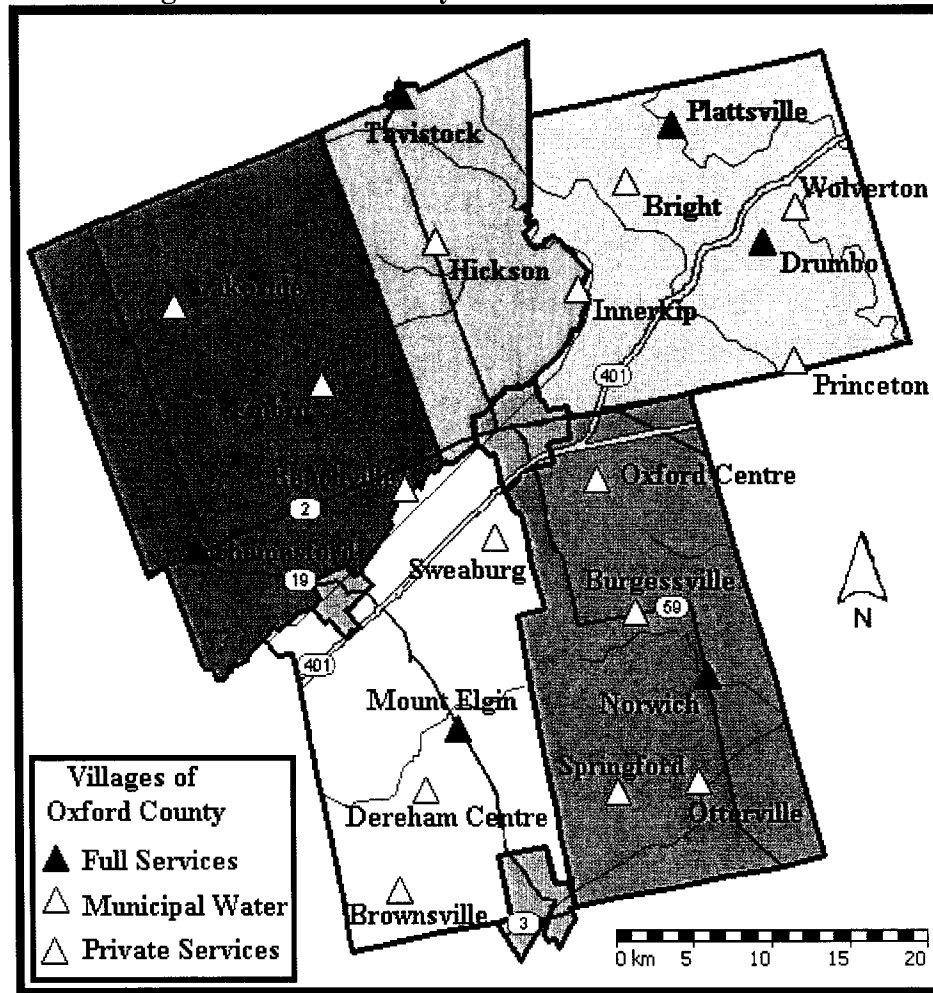 Tavistock
Plattsville
Bright
Wolverton
Hickson
Drumbo
Innerkip
401
Princeton
Oxford Centre
2
Sweaburg
19
Burgessville
59
N
401
Mount Elgin
Norwich
Springford
Dereham Centre
Otterville
Brownsville
3
Villages of
Oxford County
Full Services
Municipal Water
Private Services
0 km 5 10 15 20